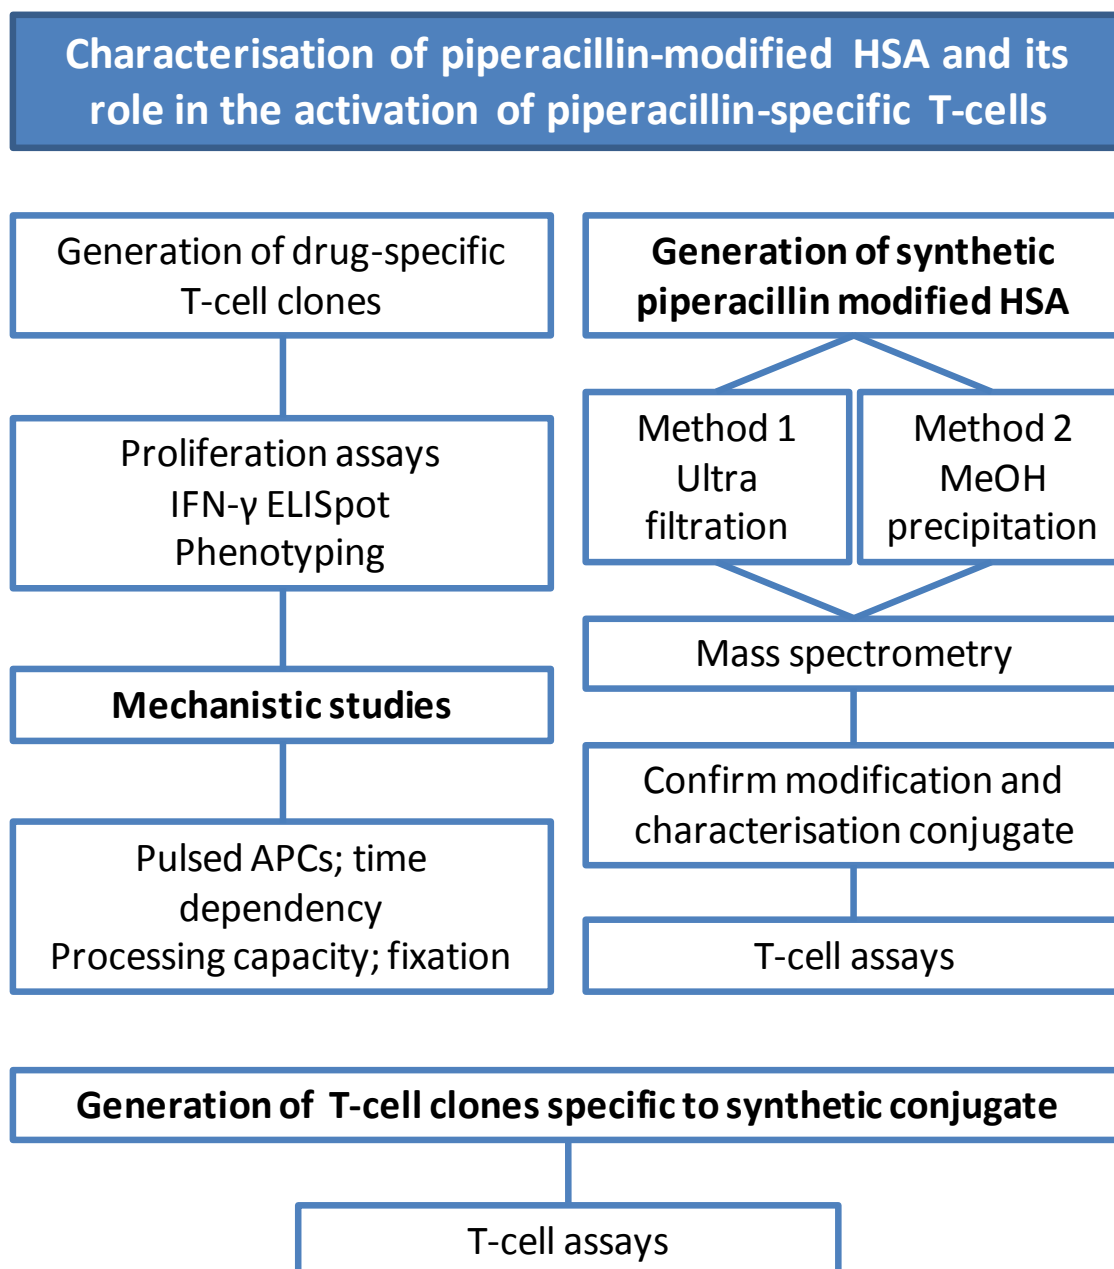 Characterisation of piperacillin-modified HSA and its
role in the activation of piperacillin-specific T-cells
Generation of drug-specific
T-cell clones
Proliferation assays
IFN-γ ELISpot
Phenotyping
Mechanistic studies
Pulsed APCs; time
dependency
Processing capacity; fixation
Generation of synthetic
piperacillin modified HSA
Method 1
Ultra
filtration
Method 2
MeOH
precipitation
Mass spectrometry
Confirm modification and
characterisation conjugate
T-cell assays
Generation of T-cell clones specific to synthetic conjugate
T-cell assays